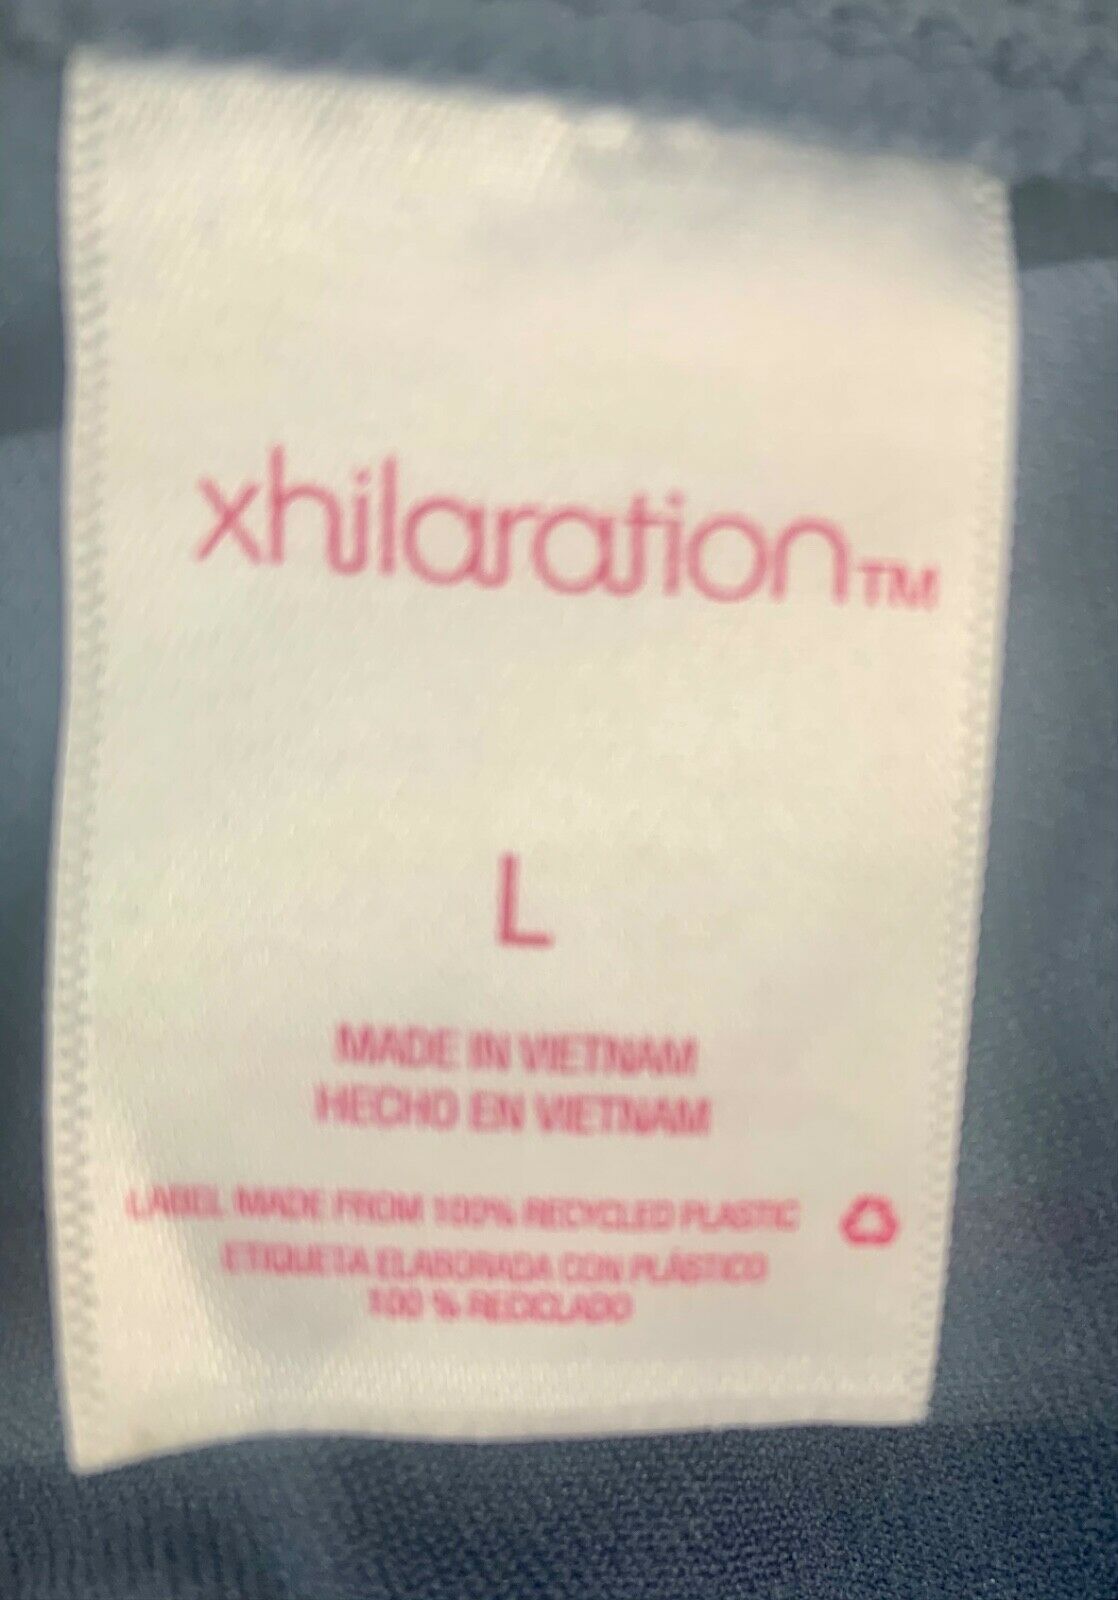 xhilaration™
L
MADE IN VIETNAM
HECHO EN VIETNAM
LABEL MADE FROM 100% RECYCLED PLASTIC
ETIQUETA ELABORADA CON PLÁSTICO
100 % RECICLADO